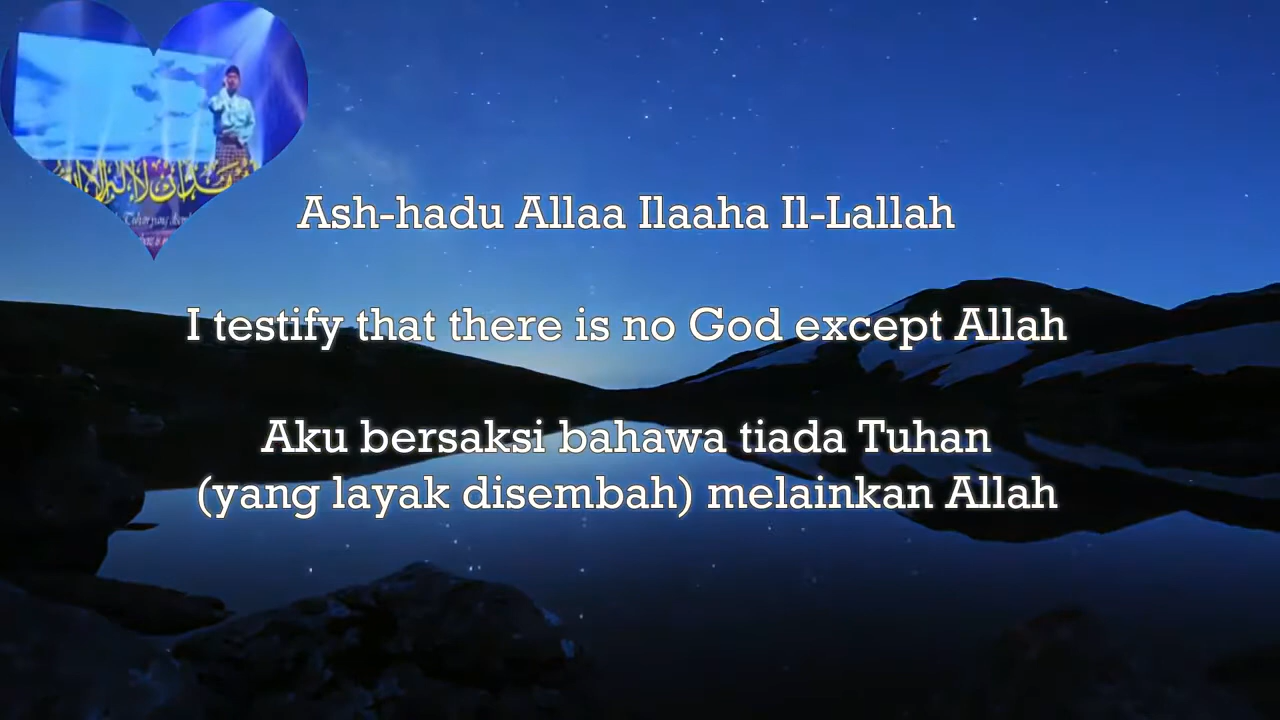 Ash-hadu Allaa Ilaaha Il-Lallah
I testify that there is no God except Allah
Aku bersaksi bahawa tiada Tuhan
(yang layak disembah) melainkan Allah